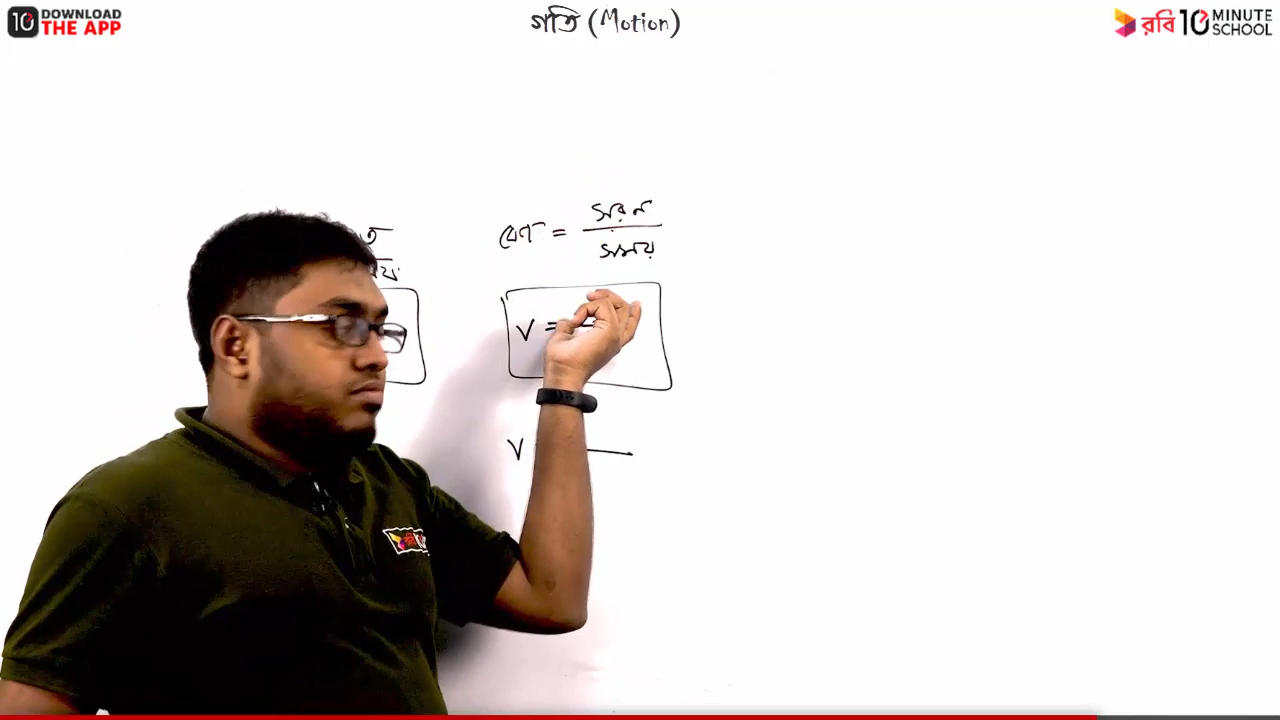 10 DOWNLOAD THE APP
গতি (Motion)
রবি 10 MINUTE SCHOOL
বেগ = সরণ
সময়
V =
V